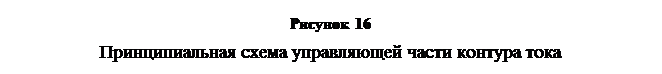 Рисунок 16
Принципиальная схема управляющей части контура тока